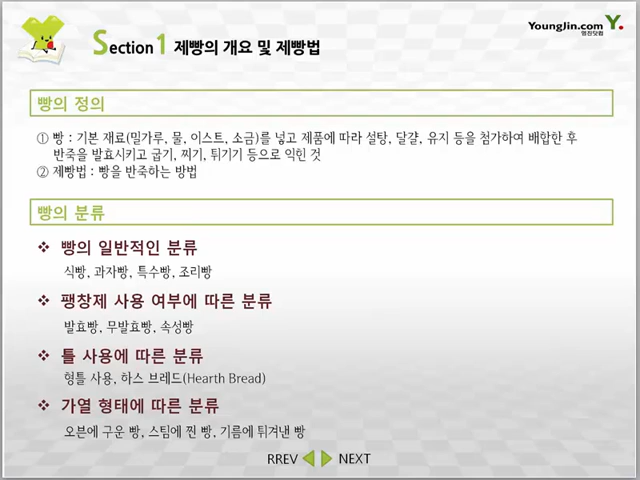 YoungJin.com Y.
영진닷컴
Section 1 제빵의 개요 및 제빵법
빵의 정의
① 빵 : 기본 재료(밀가루, 물, 이스트, 소금)를 넣고 제품에 따라 설탕, 달걀, 유지 등을 첨가하여 배합한 후
반죽을 발효시키고 굽기, 찌기, 튀기기 등으로 익힌 것
② 제빵법 : 빵을 반죽하는 방법
빵의 분류
❖ 빵의 일반적인 분류
식빵, 과자빵, 특수빵, 조리빵
❖ 팽창제 사용 여부에 따른 분류
발효빵, 무발효빵, 속성빵
❖ 틀 사용에 따른 분류
형틀 사용, 하스 브레드(Hearth Bread)
❖ 가열 형태에 따른 분류
오븐에 구운 빵, 스팀에 찐 빵, 기름에 튀겨낸 빵
RREV NEXT